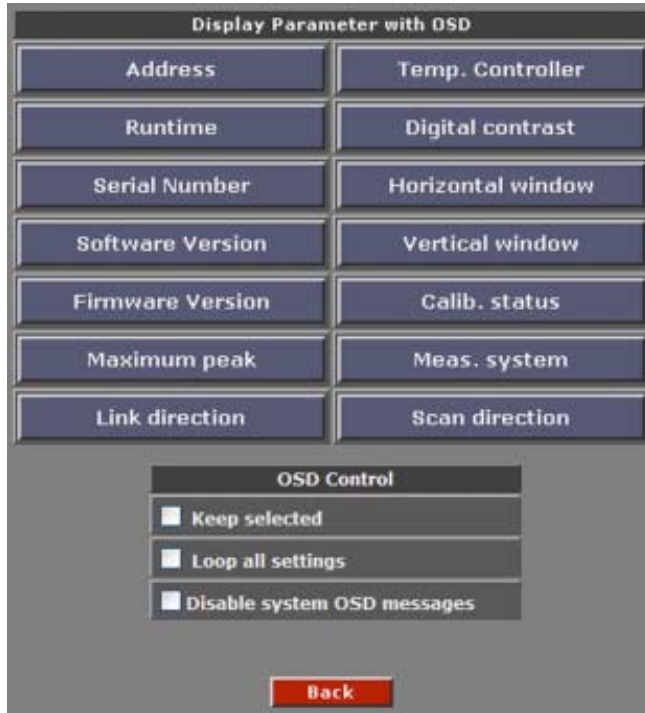 Display Parameter with OSD
Address Temp. Controller
Runtime Digital contrast
Serial Number Horizontal window
Software Version Vertical window
Firmware Version Calib. status
Maximum peak Meas. system
Link direction Scan direction
OSD Control
Keep selected
Loop all settings
Disable system OSD messages
Back